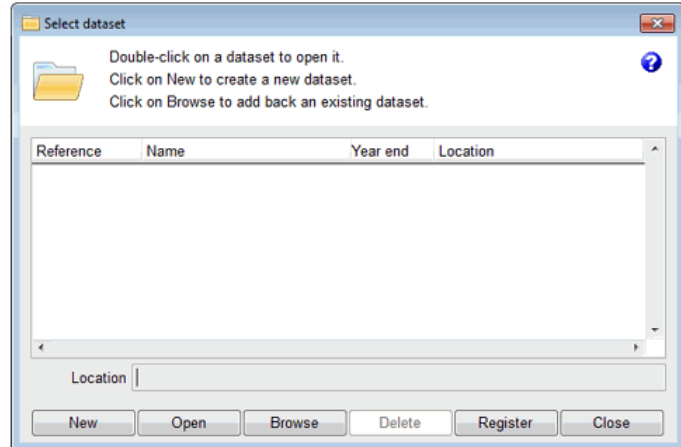 Select dataset
Double-click on a dataset to open it.
Click on New to create a new dataset.
Click on Browse to add back an existing dataset.
Reference Name Year end Location
Location
New Open Browse Delete Register Close